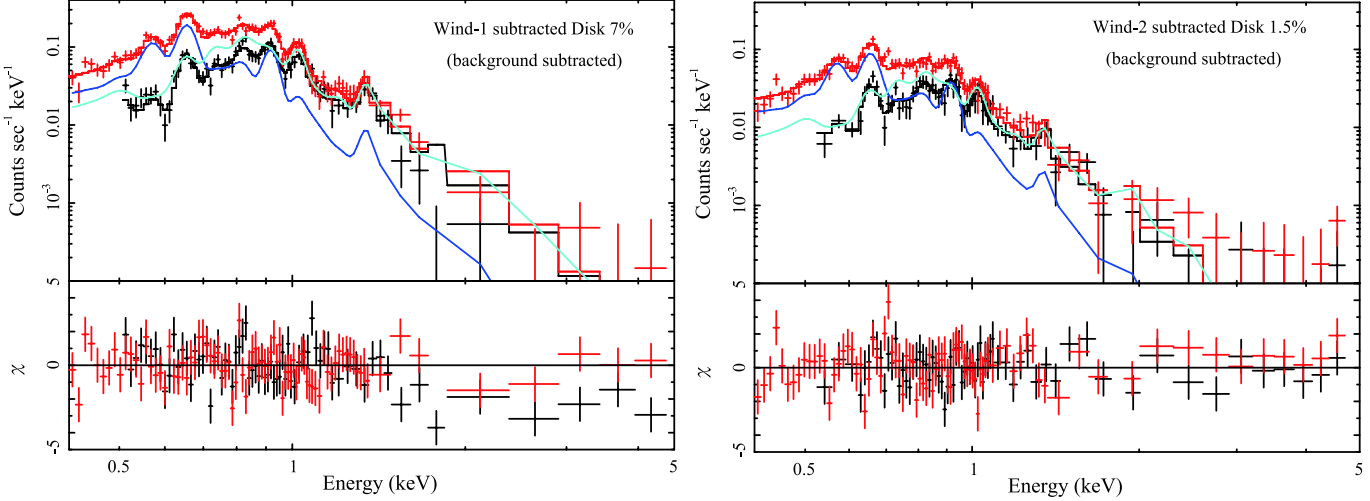 Wind-1 subtracted Disk 7%
(background subtracted)
Counts sec⁻¹ keV⁻¹
0.1
0.01
10⁻³
5
0
-5
χ
0.5
1
5
Energy (keV)
Wind-2 subtracted Disk 1.5%
(background subtracted)
Counts sec⁻¹ keV⁻¹
0.1
0.01
10⁻³
5
0
-5
χ
0.5
1
5
Energy (keV)